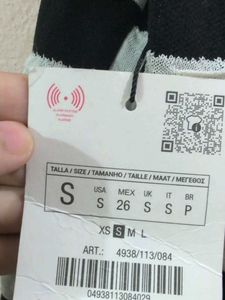 TALLA / SIZE / TAMANHO / TAILLE / MAAT / ΜΕΓΕΘΟΣ
S
USA MEX UK IT BR
S 26 S S P
XS S M L
ART.: 4938/113/084
04938113084029